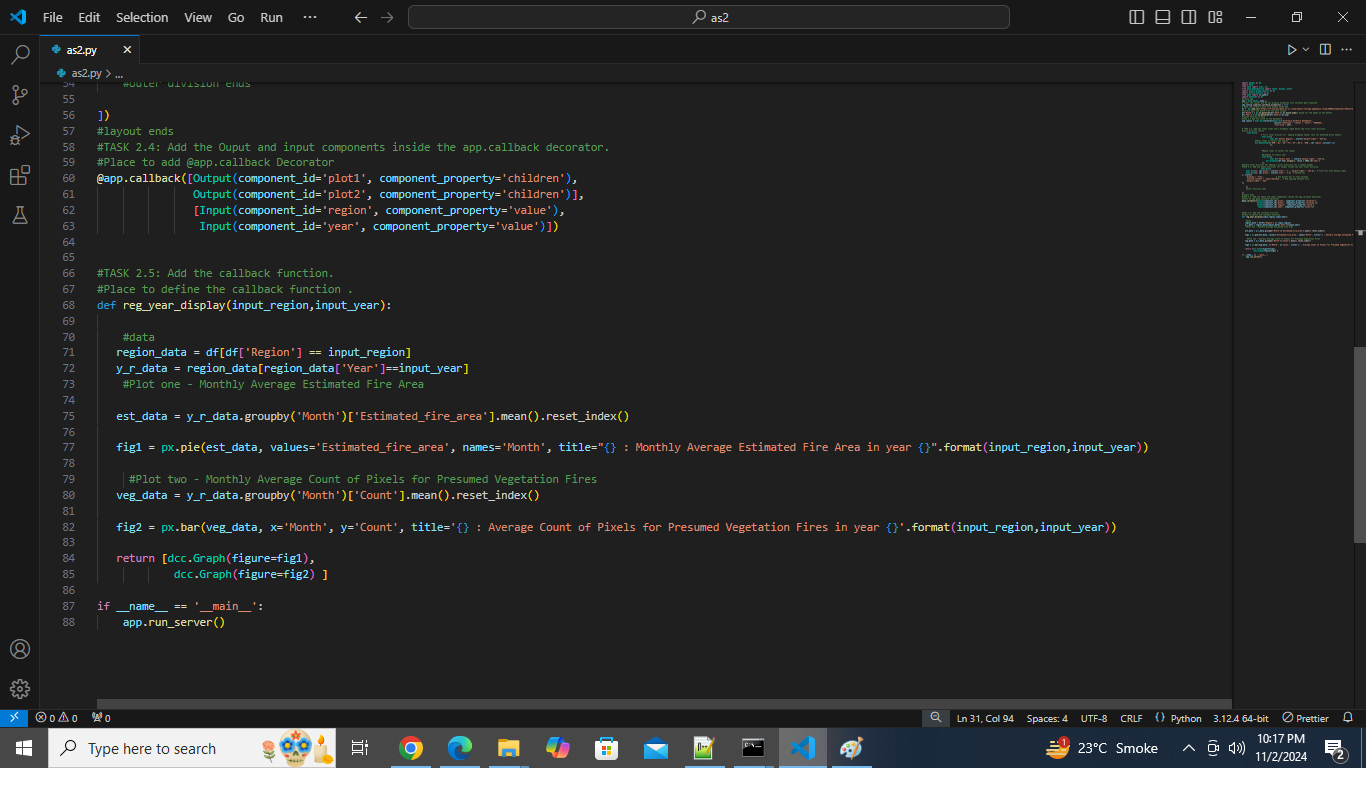 File Edit Selection View Go Run ···
as2
as2.py
as2.py > ...
54 #outer division ends
55
56 ])
57 #layout ends
58 #TASK 2.4: Add the Ouput and input components inside the app.callback decorator.
59 #Place to add @app.callback Decorator
60 @app.callback([Output(component_id='plot1', component_property='children'),
61 Output(component_id='plot2', component_property='children')],
62 [Input(component_id='region', component_property='value'),
63 Input(component_id='year', component_property='value')])
64
65
66 #TASK 2.5: Add the callback function.
67 #Place to define the callback function .
68 def reg_year_display(input_region,input_year):
69
70 #data
71 region_data = df[df['Region'] == input_region]
72 y_r_data = region_data[region_data['Year']==input_year]
73 #Plot one - Monthly Average Estimated Fire Area
74
75 est_data = y_r_data.groupby('Month')['Estimated_fire_area'].mean().reset_index()
76
77 fig1 = px.pie(est_data, values='Estimated_fire_area', names='Month', title="{} : Monthly Average Estimated Fire Area in year {}".format(input_region,input_year))
78
79 #Plot two - Monthly Average Count of Pixels for Presumed Vegetation Fires
80 veg_data = y_r_data.groupby('Month')['Count'].mean().reset_index()
81
82 fig2 = px.bar(veg_data, x='Month', y='Count', title='{} : Average Count of Pixels for Presumed Vegetation Fires in year {}'.format(input_region,input_year))
83
84 return [dcc.Graph(figure=fig1),
85 dcc.Graph(figure=fig2) ]
86
87 if __name__ == '__main__':
88 app.run_server()
0 0 0 Ln 31, Col 94 Spaces: 4 UTF-8 CRLF {} Python 3.12.4 64-bit Prettier
Type here to search 1 23°C Smoke 10:17 PM 2
11/2/2024